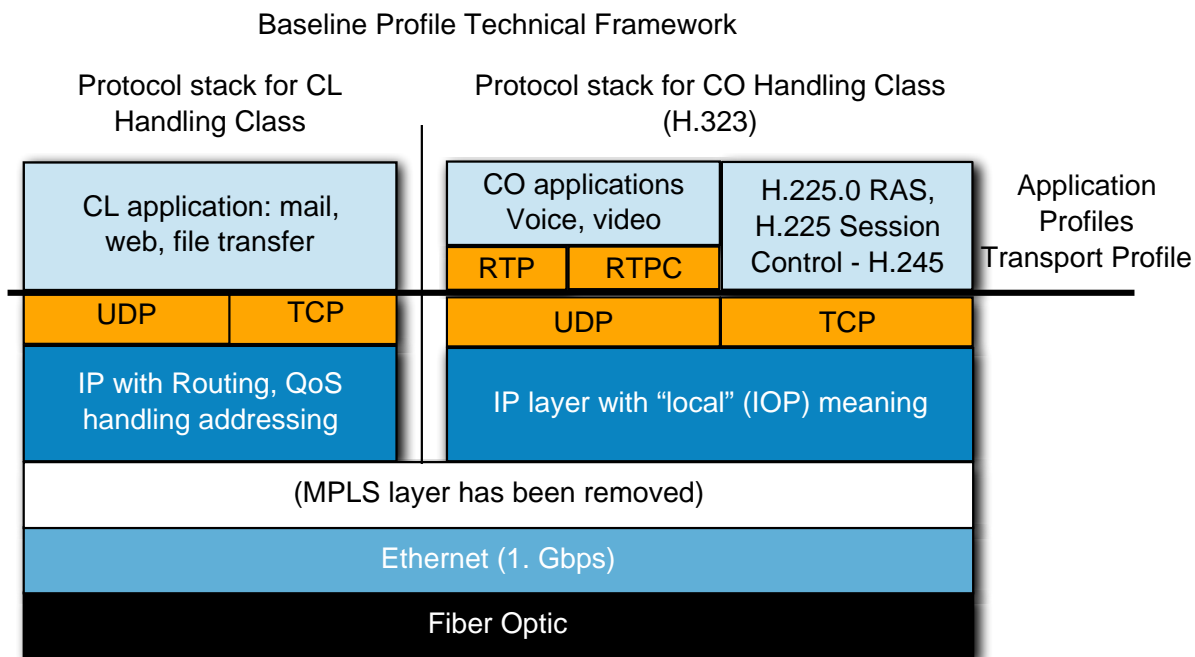 Baseline Profile Technical Framework
Protocol stack for CL
Handling Class
Protocol stack for CO Handling Class
(H.323)
CL application: mail,
web, file transfer
CO applications
Voice, video
RTP
RTPC
H.225.0 RAS,
H.225 Session
Control - H.245
Application
Profiles
Transport Profile
UDP
TCP
UDP
TCP
IP with Routing, QoS
handling addressing
IP layer with “local” (IOP) meaning
(MPLS layer has been removed)
Ethernet (1. Gbps)
Fiber Optic